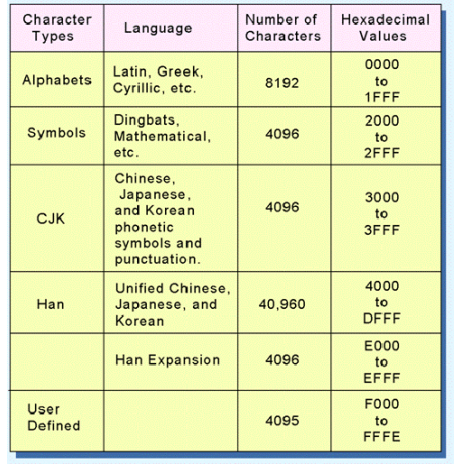 Character Types
Language
Number of Characters
Hexadecimal Values
Alphabets
Latin, Greek,
Cyrillic, etc.
8192
0000
to
1FFF
Symbols
Dingbats,
Mathematical,
etc.
4096
2000
to
2FFF
CJK
Chinese,
Japanese,
and Korean
phonetic
symbols and
punctuation.
4096
3000
to
3FFF
Han
Unified Chinese,
Japanese, and
Korean
40,960
4000
to
DFFF
Han Expansion
4096
E000
to
EFFF
User
Defined
4095
F000
to
FFFE